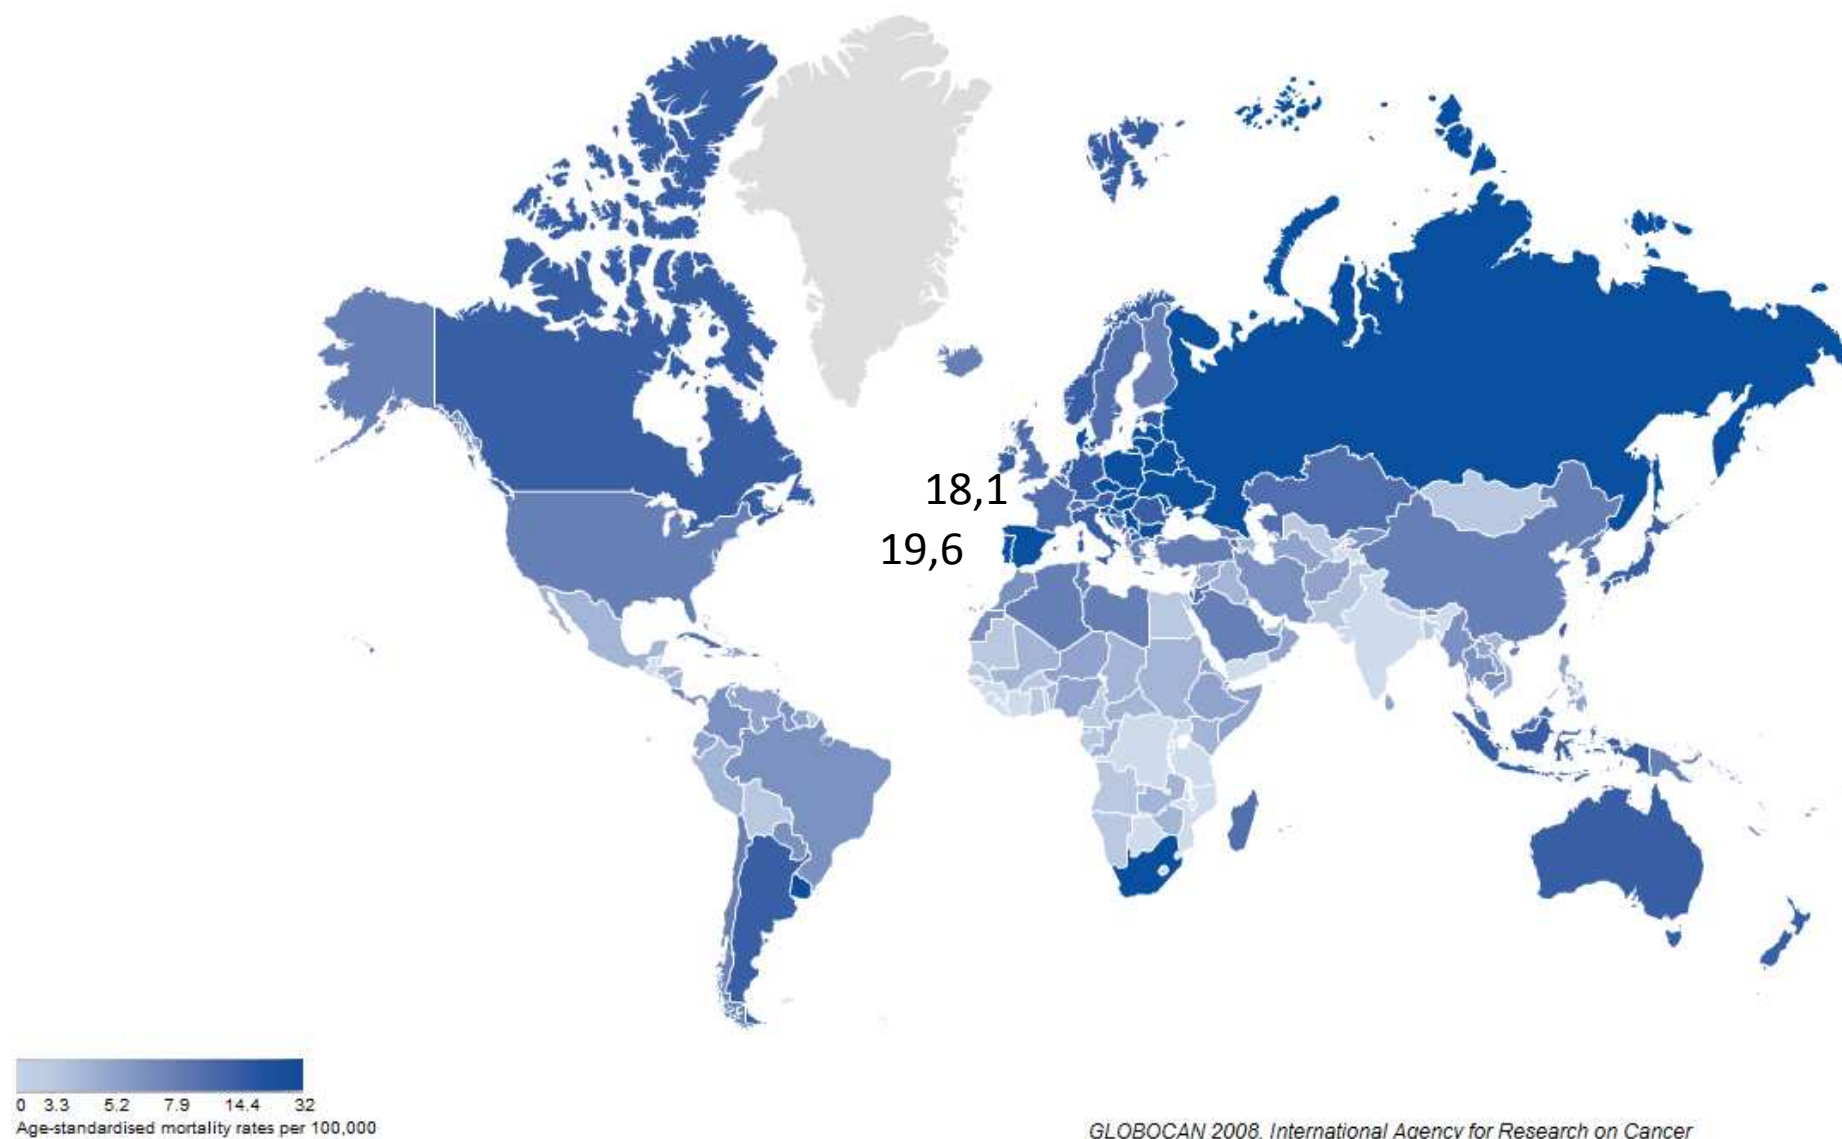 18,1
19,6
0 3.3 5.2 7.9 14.4 32
Age-standardised mortality rates per 100,000
GLOBOCAN 2008, International Agency for Research on Cancer